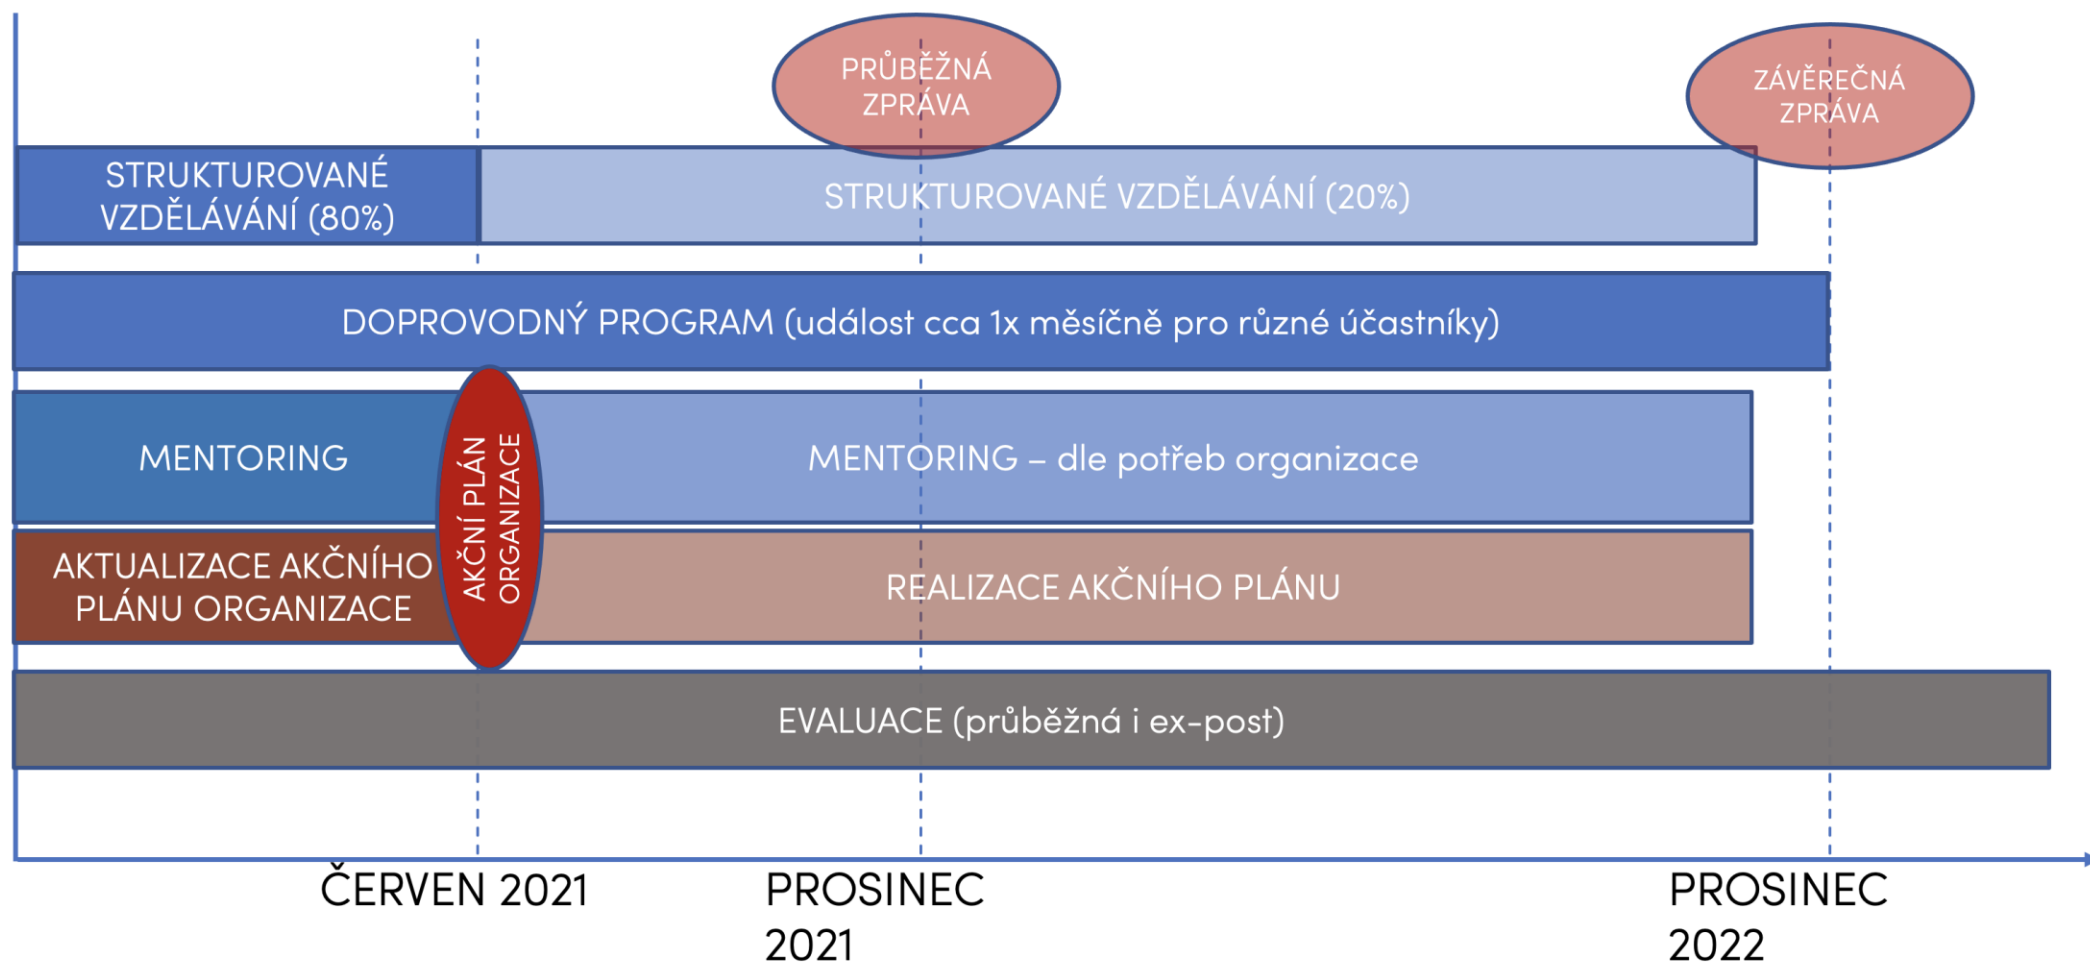 PRŮBĚŽNÁ
ZPRÁVA
ZÁVĚREČNÁ
ZPRÁVA
STRUKTUROVANÉ
VZDĚLÁVÁNÍ (80%)
STRUKTUROVANÉ VZDĚLÁVÁNÍ (20%)
DOPROVODNÝ PROGRAM (událost cca 1x měsíčně pro různé účastníky)
MENTORING
AKČNÍ PLÁN
ORGANIZACE
MENTORING – dle potřeb organizace
AKTUALIZACE AKČNÍHO
PLÁNU ORGANIZACE
REALIZACE AKČNÍHO PLÁNU
EVALUACE (průběžná i ex-post)
ČERVEN 2021
PROSINEC
2021
PROSINEC
2022